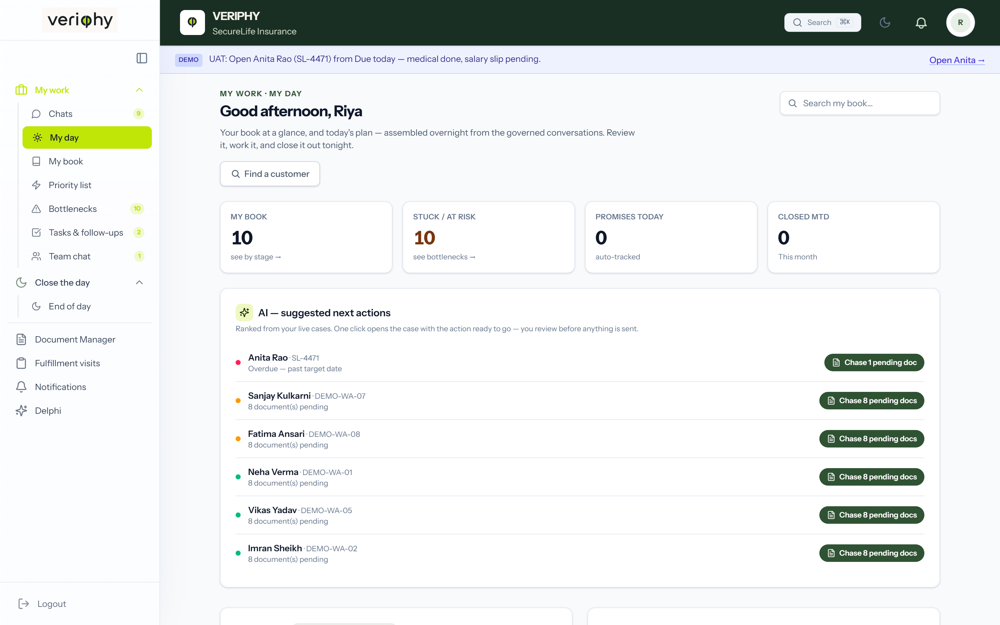 veriphy
My work
Chats 9
My day
My book
Priority list
Bottlenecks 10
Tasks & follow-ups 2
Team chat 1
Close the day
End of day
Document Manager
Fulfillment visits
Notifications
Delphi
Logout
VERIPHY
SecureLife Insurance
Search ⌘K
R
DEMO UAT: Open Anita Rao (SL-4471) from Due today — medical done, salary slip pending.
Open Anita →
MY WORK · MY DAY
Good afternoon, Riya
Your book at a glance, and today's plan — assembled overnight from the governed conversations. Review
it, work it, and close it out tonight.
Search my book...
Find a customer
MY BOOK
10
see by stage →
STUCK / AT RISK
10
see bottlenecks →
PROMISES TODAY
0
auto-tracked
CLOSED MTD
0
This month
AI — suggested next actions
Ranked from your live cases. One click opens the case with the action ready to go — you review before anything is sent.
Anita Rao · SL-4471
Overdue — past target date
Chase 1 pending doc
Sanjay Kulkarni · DEMO-WA-07
8 document(s) pending
Chase 8 pending docs
Fatima Ansari · DEMO-WA-08
8 document(s) pending
Chase 8 pending docs
Neha Verma · DEMO-WA-01
8 document(s) pending
Chase 8 pending docs
Vikas Yadav · DEMO-WA-05
8 document(s) pending
Chase 8 pending docs
Imran Sheikh · DEMO-WA-02
8 document(s) pending
Chase 8 pending docs